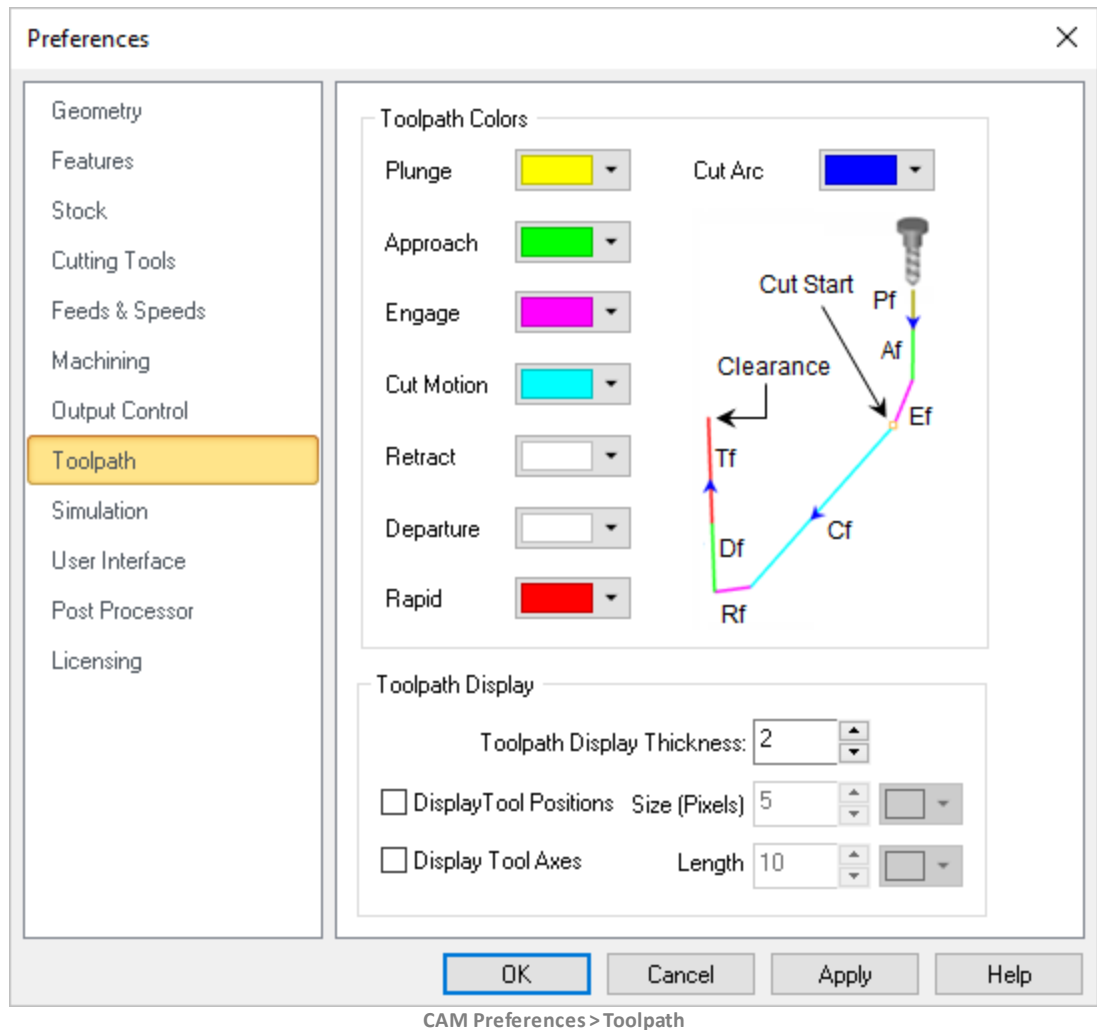 Preferences
Geometry
Features
Stock
Cutting Tools
Feeds & Speeds
Machining
Output Control
Toolpath
Simulation
User Interface
Post Processor
Licensing
Toolpath Colors
Plunge
Cut Arc
Approach
Engage
Cut Motion
Retract
Departure
Rapid
Cut Start
Pf
Af
Clearance
Ef
Tf
Cf
Df
Rf
Toolpath Display
Toolpath Display Thickness: 2
DisplayTool Positions Size (Pixels) 5
Display Tool Axes Length 10
OK Cancel Apply Help
CAM Preferences > Toolpath